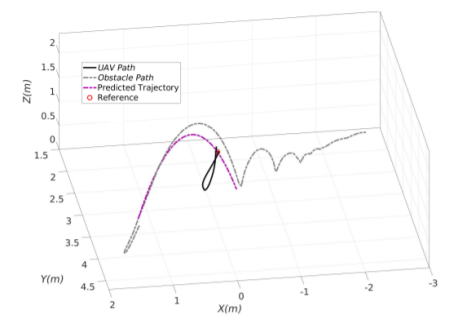 2
1.5
1
0.5
0
Z(m)
UAV Path
Obstacle Path
Predicted Trajectory
Reference
1.5
2
2.5
3
3.5
4
4.5
Y(m)
2
1
0
-1
-2
-3
X(m)